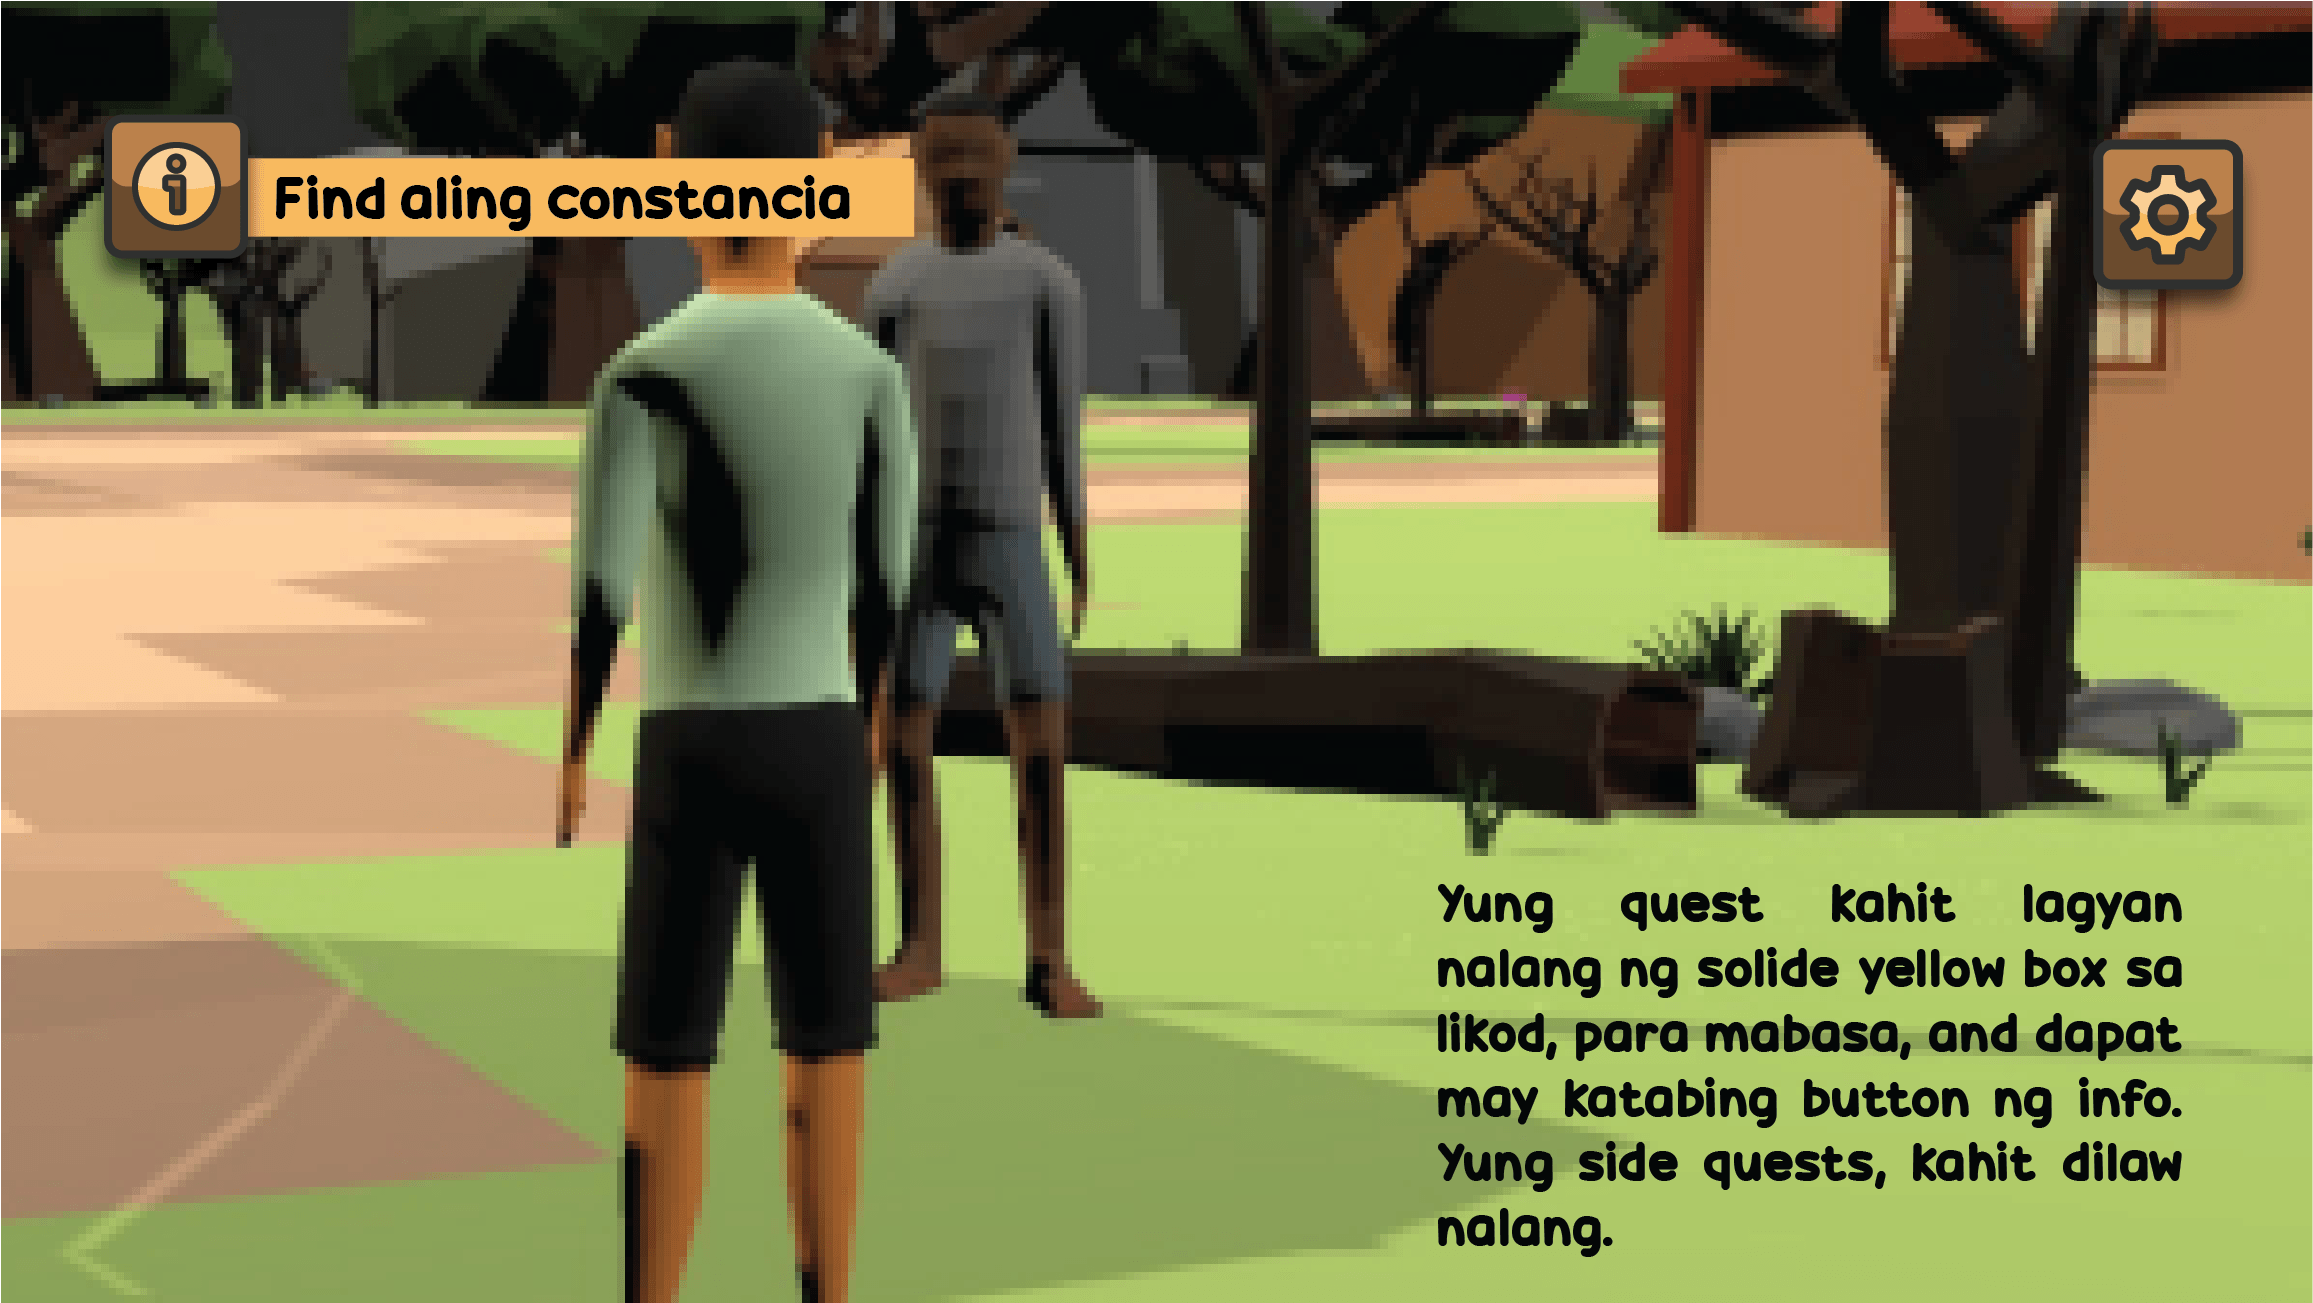 Find aling constancia
Yung quest kahit lagyan
nalang ng solide yellow box sa
likod, para mabasa, and dapat
may katabing button ng info.
Yung side quests, kahit dilaw
nalang.